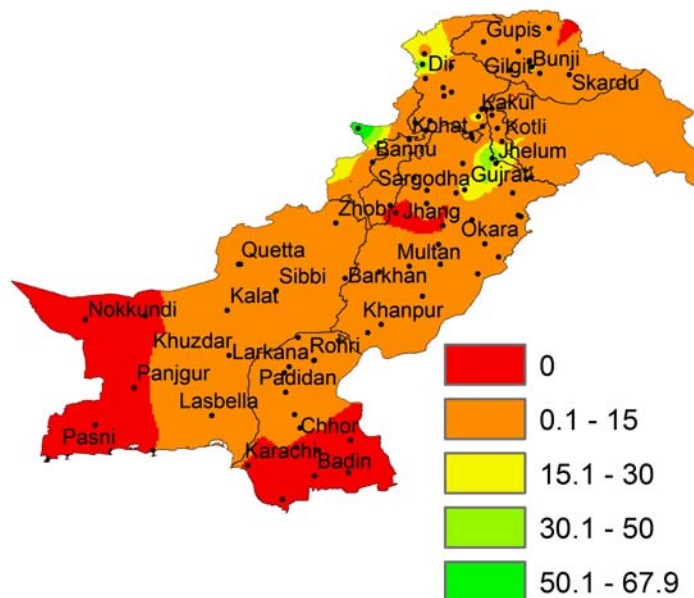 Gupis
Dir
Gilgit
Bunji
Skardu
Kakul
Kohat
Kotli
Bannu
Jhelum
Sargodha
Gujrat
Zhob
Jhang
Okara
Quetta
Multan
Sibbi
Barkhan
Nokkundi
Kalat
Khanpur
Khuzdar
Larkana
Rohri
Panjgur
Padidan
Lasbella
Pasni
Chhor
Karachi
Badin
0
0.1 - 15
15.1 - 30
30.1 - 50
50.1 - 67.9